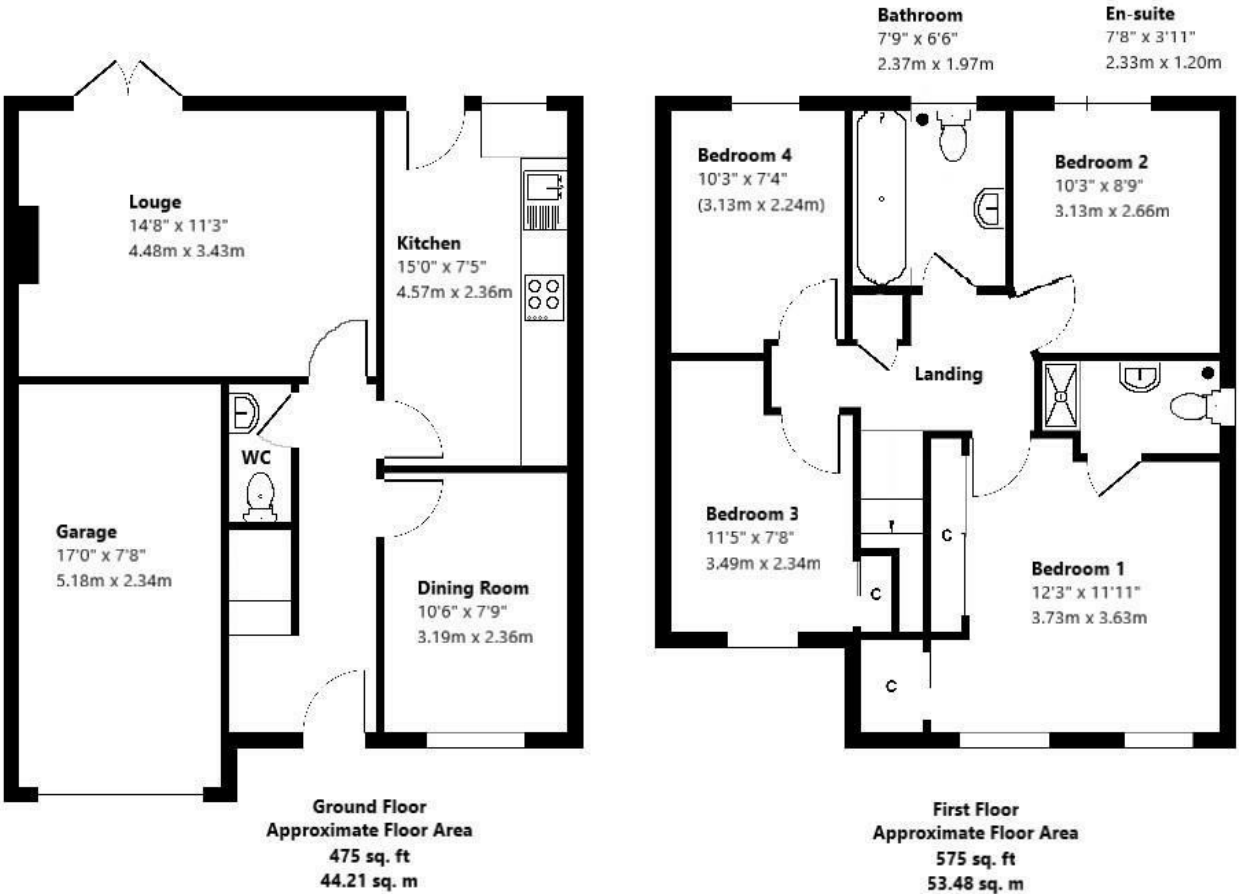 Bathroom
7'9" x 6'6"
2.37m x 1.97m
En-suite
7'8" x 3'11"
2.33m x 1.20m
Louge
14'8" x 11'3"
4.48m x 3.43m
Kitchen
15'0" x 7'5"
4.57m x 2.36m
WC
Garage
17'0" x 7'8"
5.18m x 2.34m
Dining Room
10'6" x 7'9"
3.19m x 2.36m
Ground Floor
Approximate Floor Area
475 sq. ft
44.21 sq. m
Bedroom 4
10'3" x 7'4"
(3.13m x 2.24m)
Bedroom 2
10'3" x 8'9"
3.13m x 2.66m
Landing
Bedroom 3
11'5" x 7'8"
3.49m x 2.34m
C
C
C
Bedroom 1
12'3" x 11'11"
3.73m x 3.63m
First Floor
Approximate Floor Area
575 sq. ft
53.48 sq. m